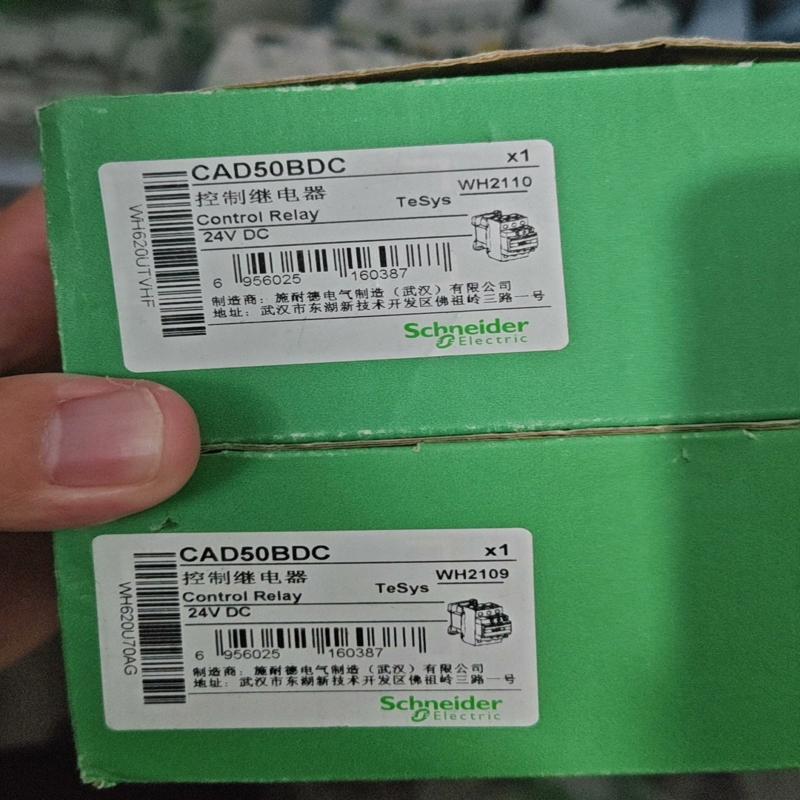 CAD50BDC x1
控制继电器
TeSys WH2110
Control Relay
24V DC
WH620UTVHF
6 956025 160387
制造商: 施耐德电气制造（武汉）有限公司
地址: 武汉市东湖新技术开发区佛祖岭三路一号
Schneider
Electric
CAD50BDC x1
控制继电器
TeSys WH2109
Control Relay
24V DC
WH620U70AG
6 956025 160387
制造商: 施耐德电气制造（武汉）有限公司
地址: 武汉市东湖新技术开发区佛祖岭三路一号
Schneider
Electric